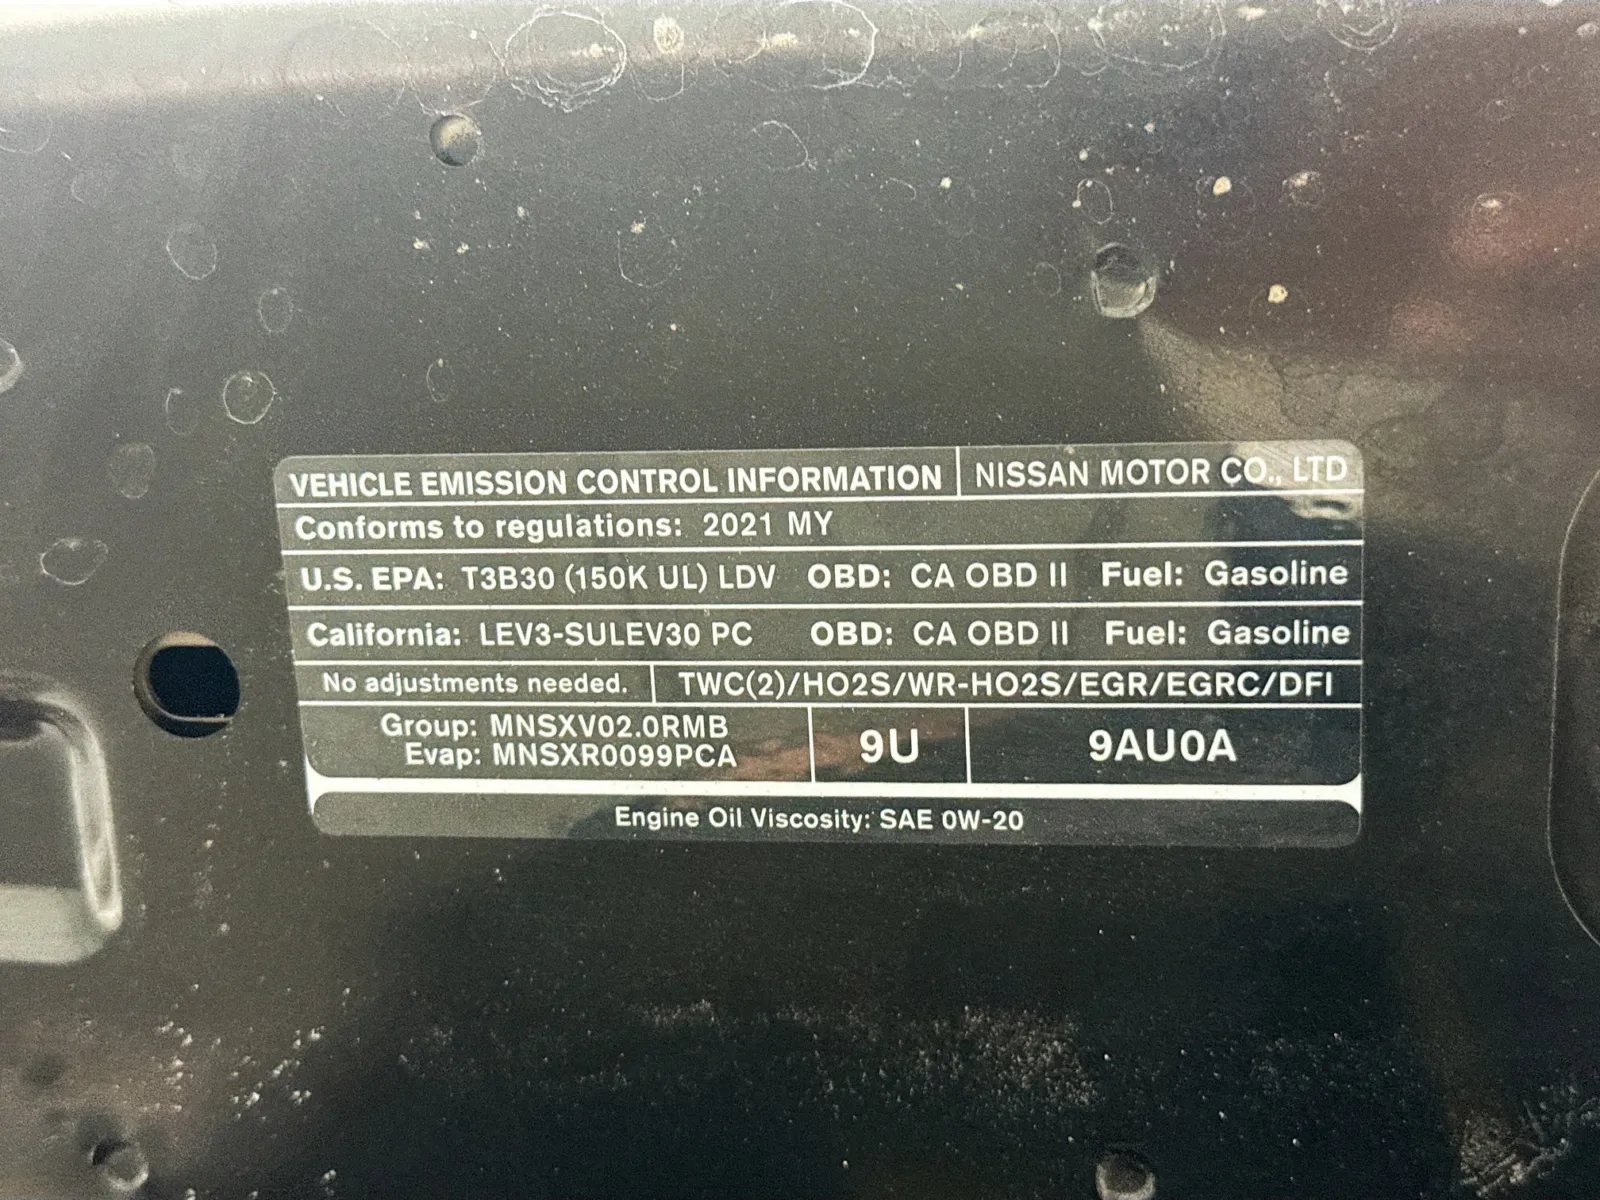 VEHICLE EMISSION CONTROL INFORMATION NISSAN MOTOR CO., LTD
Conforms to regulations: 2021 MY
U.S. EPA: T3B30 (150K UL) LDV OBD: CA OBD II Fuel: Gasoline
California: LEV3-SULEV30 PC OBD: CA OBD II Fuel: Gasoline
No adjustments needed. TWC(2)/HO2S/WR-HO2S/EGR/EGRC/DFI
Group: MNSXV02.0RMB
Evap: MNSXR0099PCA
9U
9AU0A
Engine Oil Viscosity: SAE 0W-20